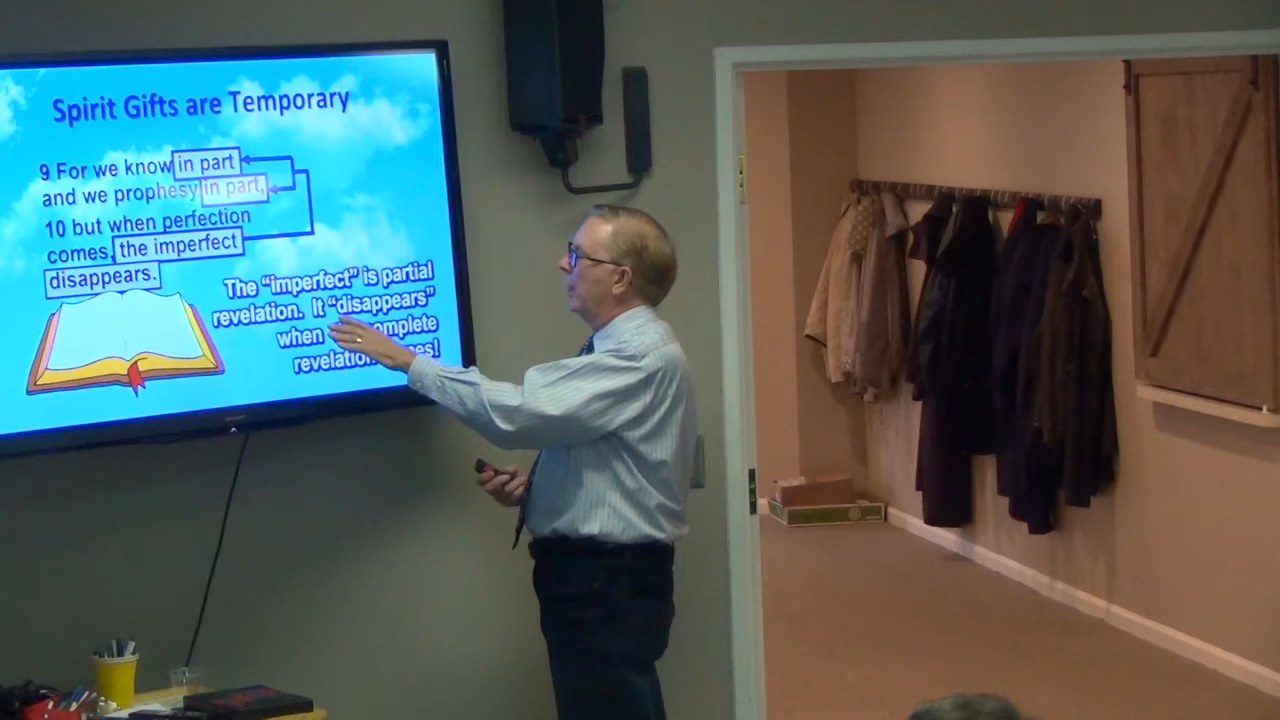 Spirit Gifts are Temporary
9 For we know in part
and we prophesy in part,
10 but when perfection
comes, the imperfect
disappears.
The "imperfect" is partial
revelation. It "disappears"
when